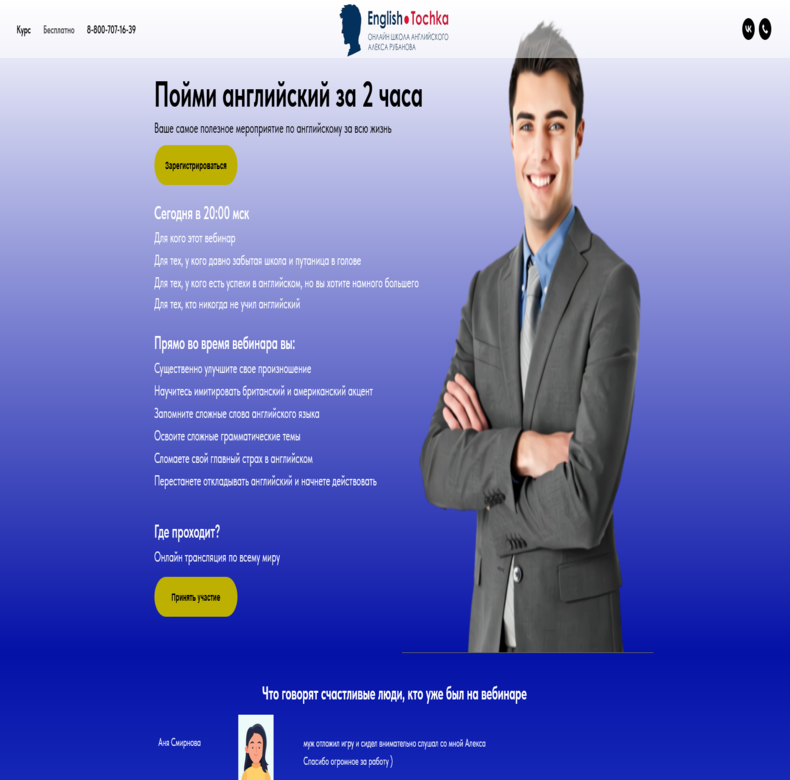 Курс
Бесплатно
8-800-707-16-39
English•Tochka
ОНЛАЙН ШКОЛА АНГЛИЙСКОГО
АЛЕКСА РУБАНОВА
Пойми английский за 2 часа
Ваше самое полезное мероприятие по английскому за всю жизнь
Зарегистрироваться
Сегодня в 20:00 мск
Для кого этот вебинар
Для тех, у кого давно забытая школа и путаница в голове
Для тех, у кого есть успехи в английском, но вы хотите намного большего
Для тех, кто никогда не учил английский
Прямо во время вебинара вы:
Существенно улучшите свое произношение
Научитесь имитировать британский и американский акцент
Запомните сложные слова английского языка
Освоите сложные грамматические темы
Сломаете свой главный страх в английском
Перестанете откладывать английский и начнете действовать
Где проходит?
Онлайн трансляция по всему миру
Принять участие
Что говорят счастливые люди, кто уже был на вебинаре
Аня Смирнова
муж отложил игру и сидел внимательно слушал со мной Алекса
Спасибо огромное за работу )